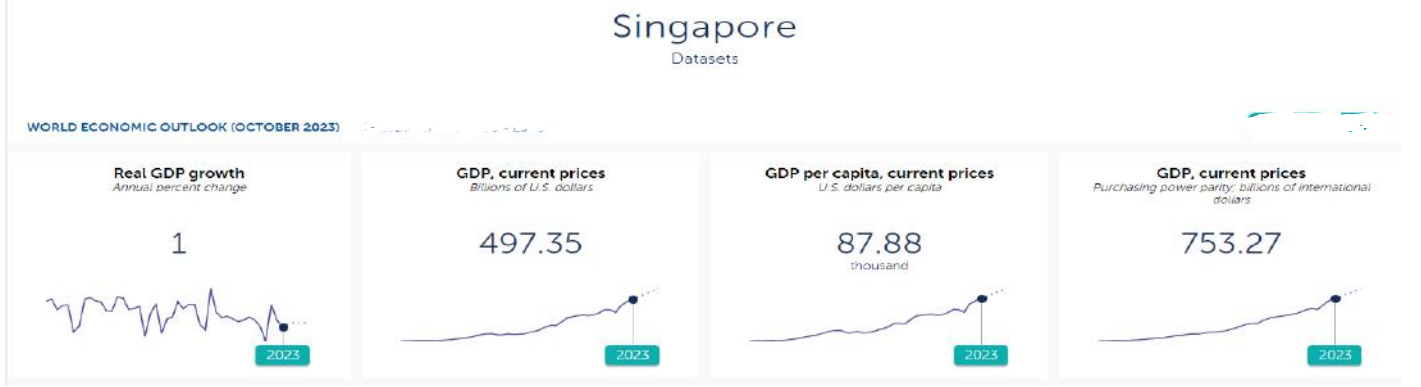 Singapore
Datasets
WORLD ECONOMIC OUTLOOK (OCTOBER 2023)
Real GDP growth
Annual percent change
1
2023
GDP, current prices
Billions of U.S. dollars
497.35
2023
GDP per capita, current prices
U.S. dollars per capita
87.88
thousand
2023
GDP, current prices
Purchasing power parity; billions of international
dollars
753.27
2023